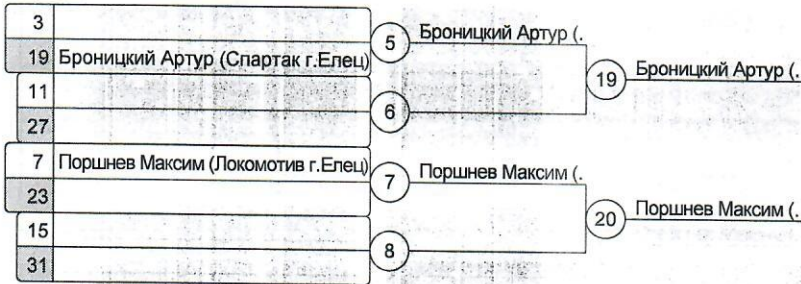 3
5 Броницкий Артур (.
19 Броницкий Артур (Спартак г.Елец)
19 Броницкий Артур (.
11
6
27
7 Поршнев Максим (Локомотив г.Елец)
7 Поршнев Максим (.
23
20 Поршнев Максим (.
15
8
31